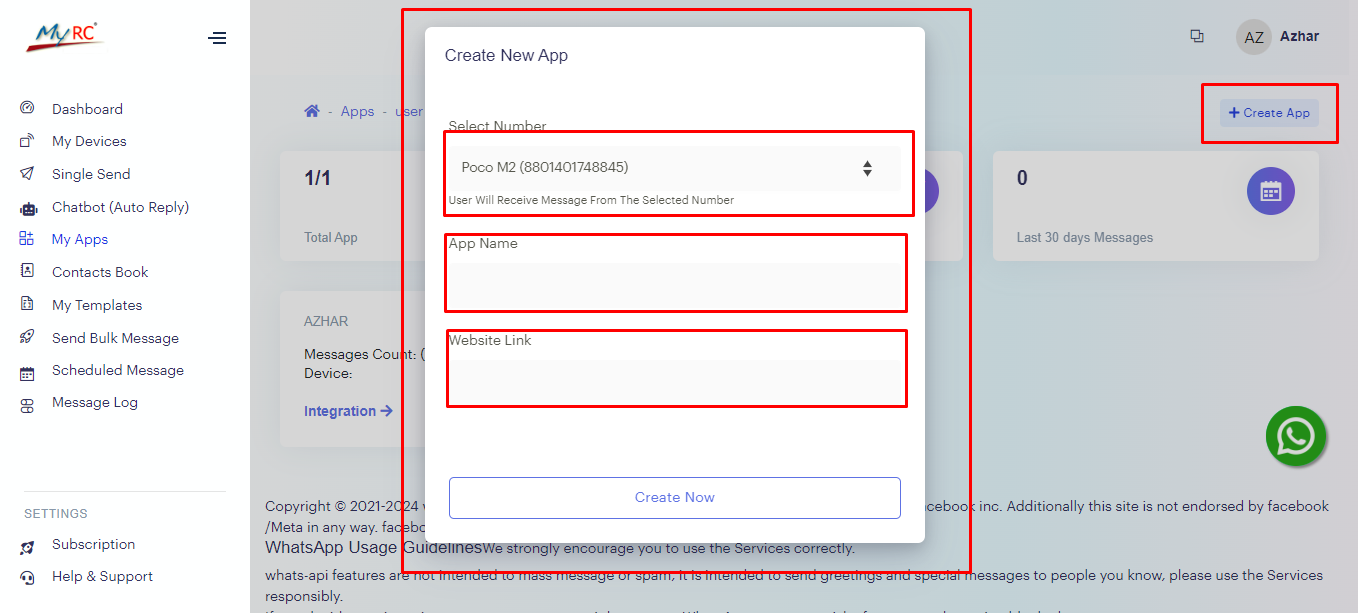 MyRC
Dashboard
My Devices
Single Send
Chatbot (Auto Reply)
My Apps
Contacts Book
My Templates
Send Bulk Message
Scheduled Message
Message Log
SETTINGS
Subscription
Help & Support
AZ Azhar
- Apps - user
+ Create App
1/1
Total App
0
Last 30 days Messages
AZHAR
Messages Count: (
Device:
Integration →
Create New App
Select Number
Poco M2 (8801401748845)
User Will Receive Message From The Selected Number
App Name
Website Link
Create Now
Copyright © 2021-2024 inc. Additionally this site is not endorsed by facebook
/Meta in any way.
WhatsApp Usage GuidelinesWe strongly encourage you to use the Services correctly.
whats-api features are not intended to mass message or spam, it is intended to send greetings and special messages to people you know, please use the Services
responsibly.